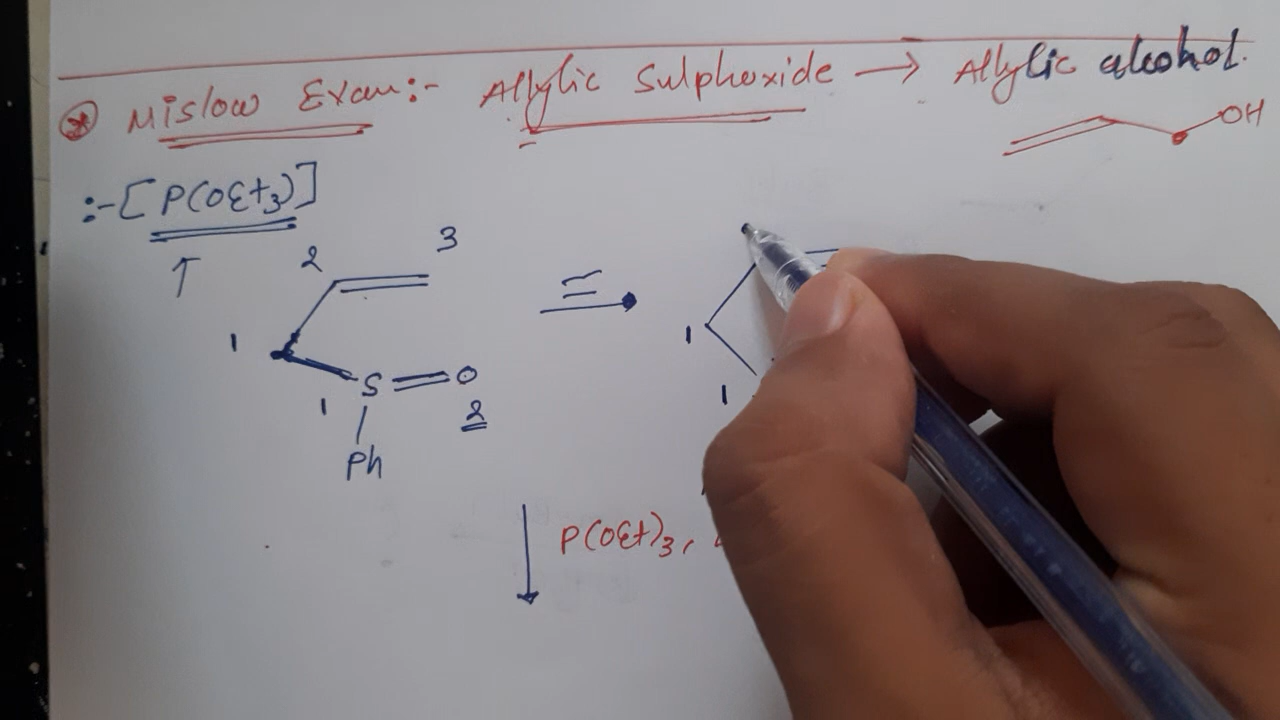 Mislow Evan:- Allylic Sulphoxide → Allylic alcohol.
OH
:-[P(OEt3)]
↑
2 3
1 1
S=O
1 2 1
Ph
P(OEt)3,